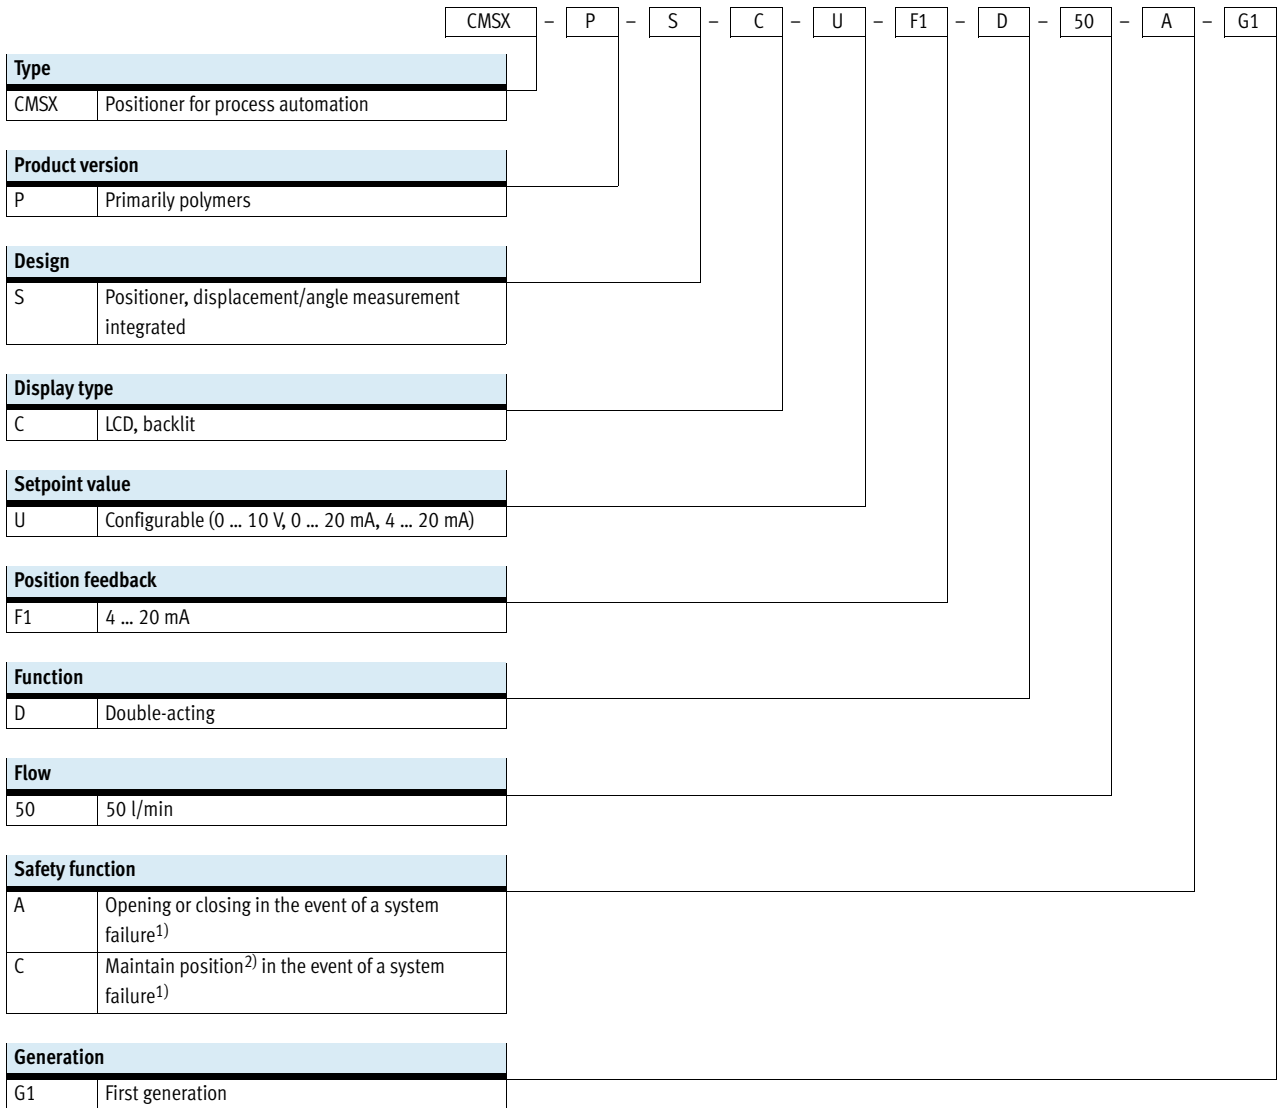 CMSX – P – S – C – U – F1 – D – 50 – A – G1
Type
CMSX Positioner for process automation
Product version
P Primarily polymers
Design
S Positioner, displacement/angle measurement
integrated
Display type
C LCD, backlit
Setpoint value
U Configurable (0 ... 10 V, 0 ... 20 mA, 4 ... 20 mA)
Position feedback
F1 4 ... 20 mA
Function
D Double-acting
Flow
50 50 l/min
Safety function
A Opening or closing in the event of a system
failure1)
C Maintain position2) in the event of a system
failure1)
Generation
G1 First generation